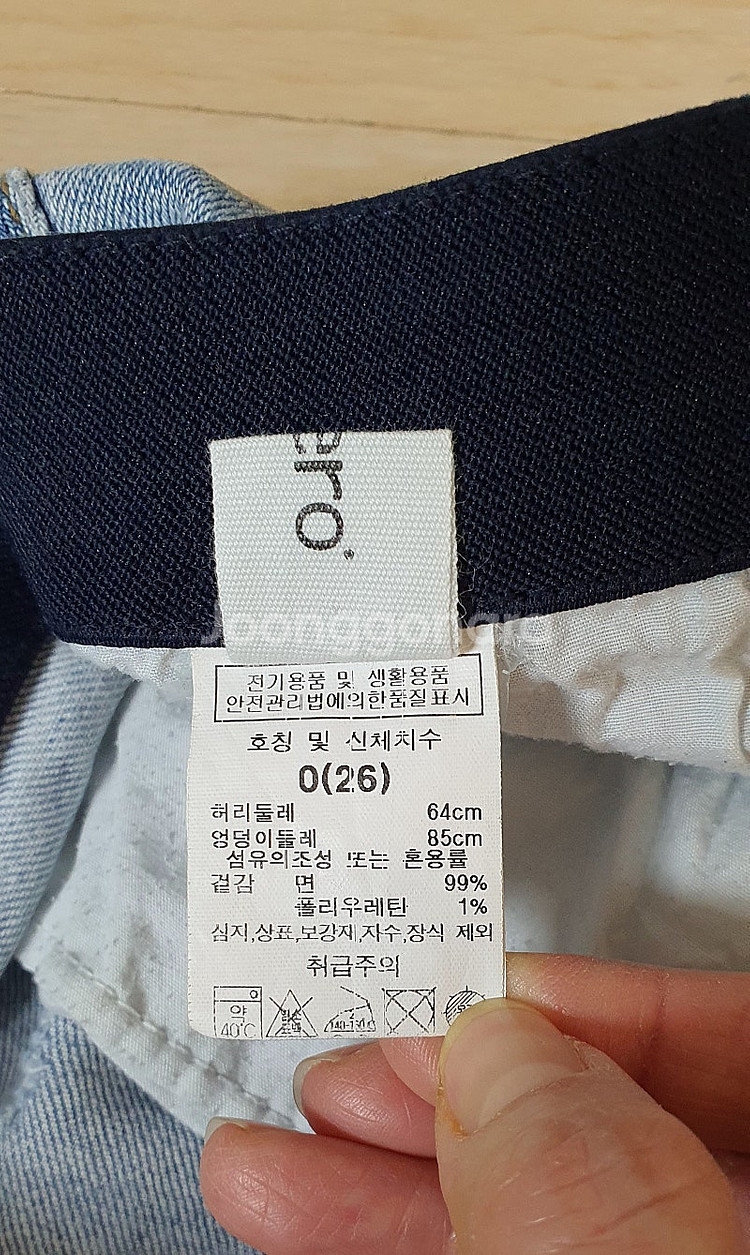 ero
Joonggonara
전기용품 및 생활용품
안전관리법에의한품질표시
호칭 및 신체치수
0(26)
허리둘레 64cm
엉덩이둘레 85cm
섬유의조성 또는 혼용률
겉감 면 99%
폴리우레탄 1%
심지,상표,보강재,자수,장식 제외
취급주의
약
40℃